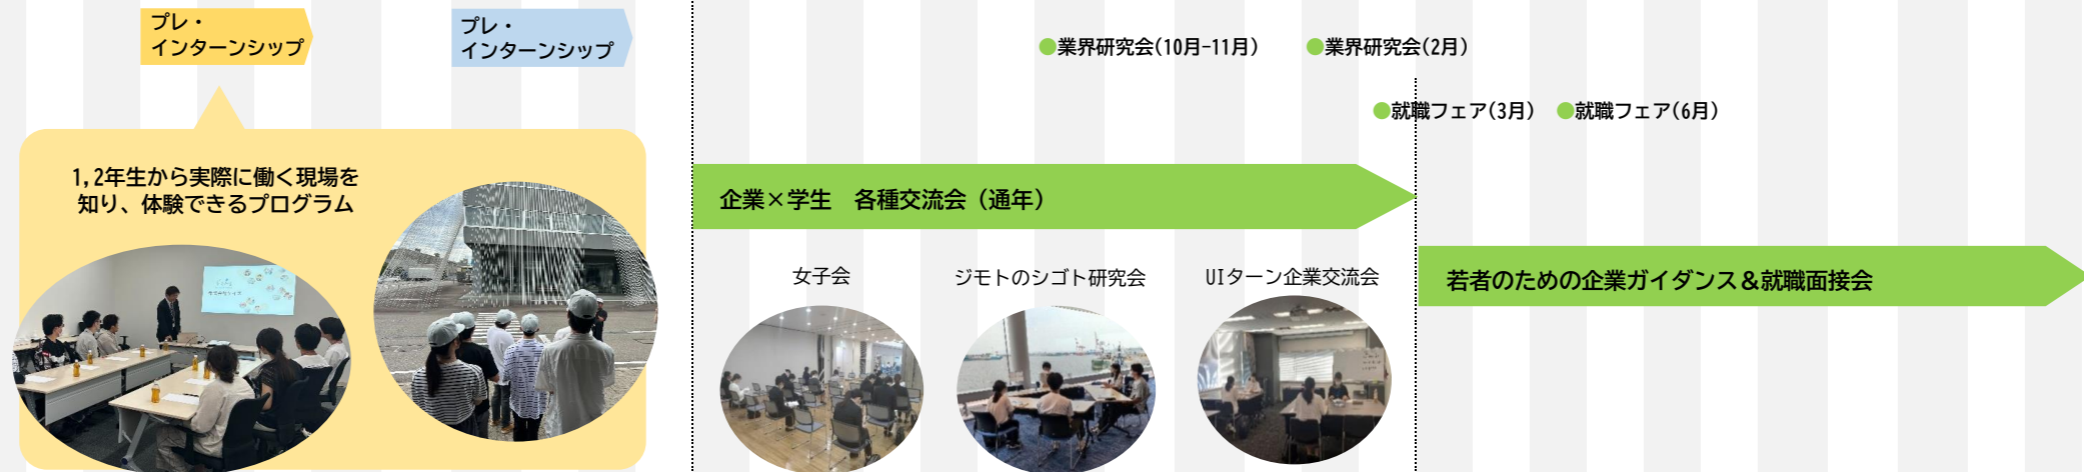 プレ・
インターンシップ
プレ・
インターンシップ
●業界研究会(10月-11月)
●業界研究会(2月)
●就職フェア(3月)
●就職フェア(6月)
1,2年生から実際に働く現場を
知り、体験できるプログラム
企業×学生　各種交流会（通年）
女子会
ジモトのシゴト研究会
UIターン企業交流会
若者のための企業ガイダンス＆就職面接会